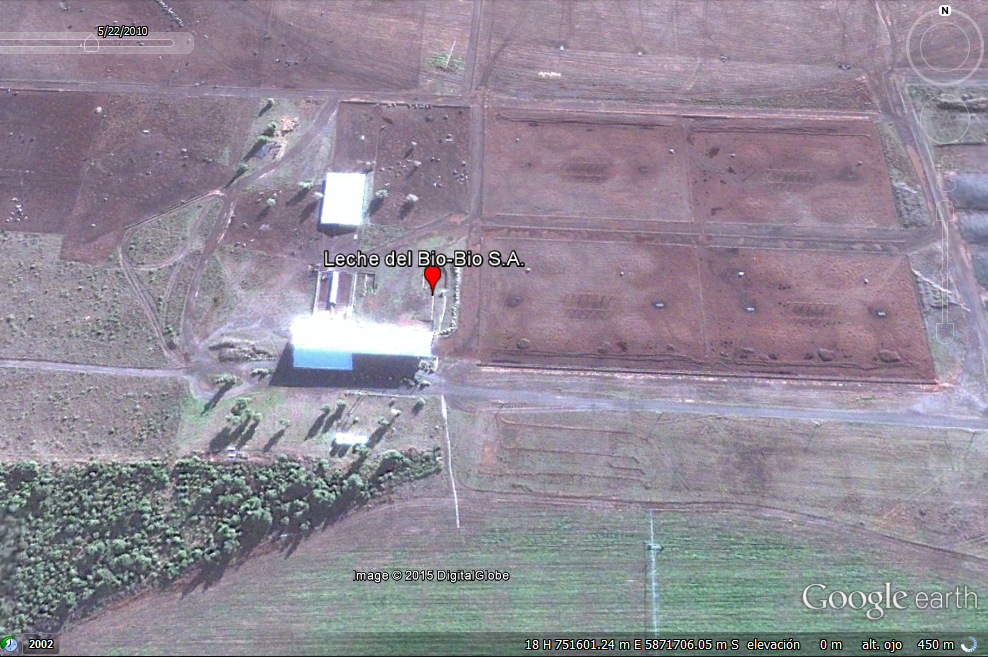 5/22/2010
N
Leche del Bio-Bio S.A.
Image © 2015 DigitalGlobe
Google earth
2002
18 H 751601.24 m E 5871706.05 m S elevación 0 m alt. ojo 450 m